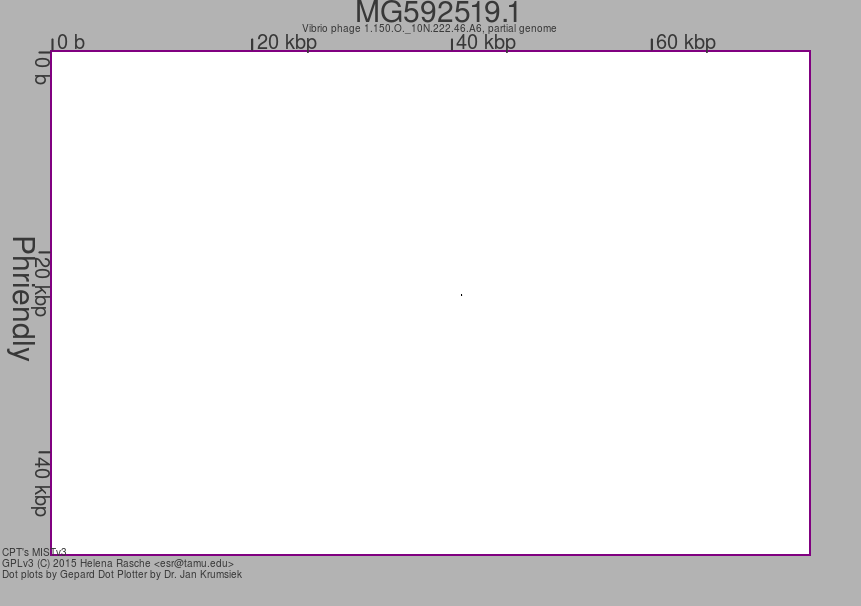 MG592519.1
Vibrio phage 1.150.O._10N.222.46.A6, partial genome
0 b
20 kbp
40 kbp
60 kbp
0 b
20 kbp
40 kbp
Phriendly
CPT's MISTv3
GPLv3 (C) 2015 Helena Rasche <esr@tamu.edu>
Dot plots by Gepard Dot Plotter by Dr. Jan Krumsiek